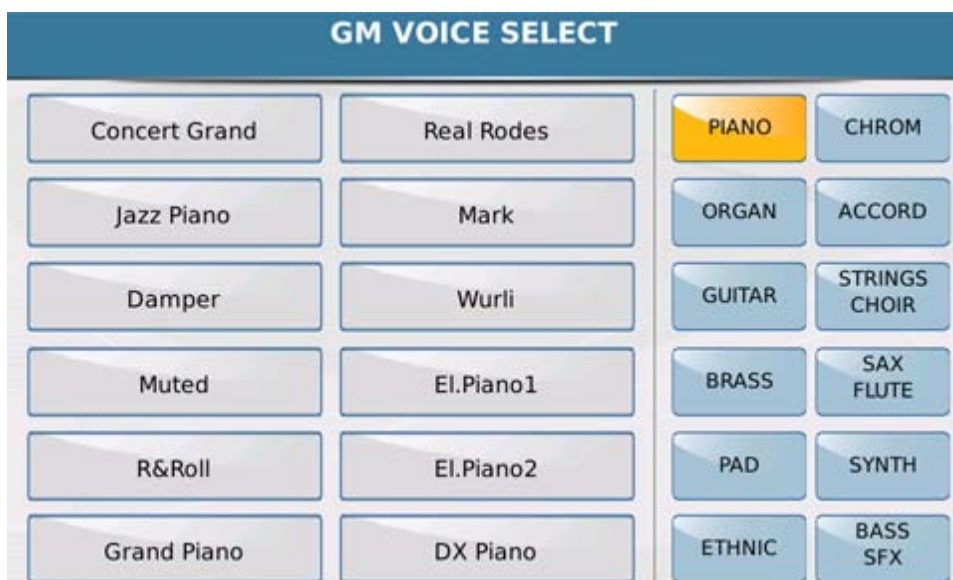 GM VOICE SELECT
Concert Grand
Real Rodes
PIANO
CHROM
Jazz Piano
Mark
ORGAN
ACCORD
Damper
Wurli
GUITAR
STRINGS
CHOIR
Muted
El.Piano1
BRASS
SAX
FLUTE
R&Roll
El.Piano2
PAD
SYNTH
Grand Piano
DX Piano
ETHNIC
BASS
SFX